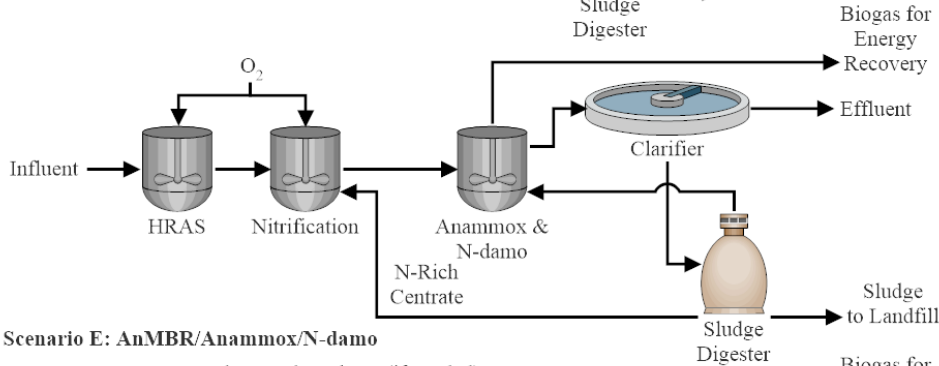 Sludge
Digester
Biogas for
Energy
Recovery
O2
Effluent
Influent
Clarifier
HRAS
Nitrification
Anammox &
N-damo
N-Rich
Centrate
Sludge
to Landfill
Sludge
Digester
Scenario E: AnMBR/Anammox/N-damo
Biogas for